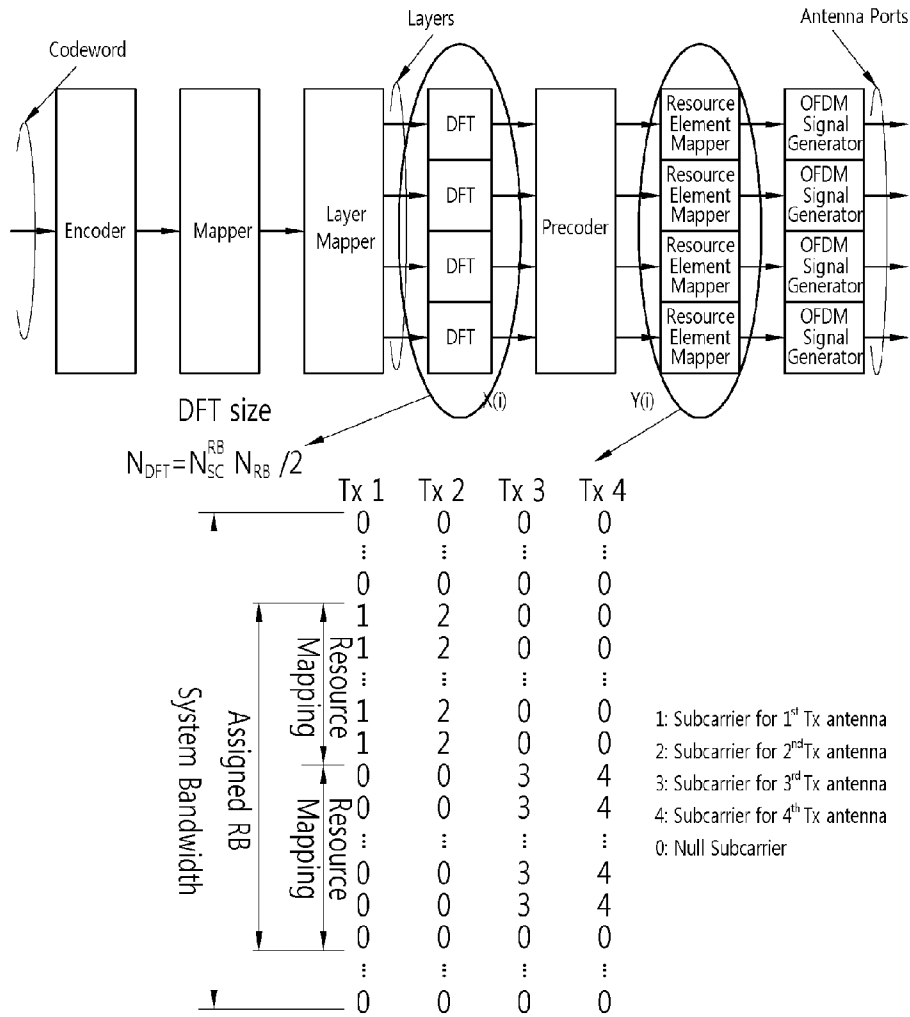 Codeword
Layers
Antenna Ports
Encoder
Mapper
Layer
Mapper
DFT
DFT
DFT
DFT
Precoder
Resource
Element
Mapper
Resource
Element
Mapper
Resource
Element
Mapper
Resource
Element
Mapper
OFDM
Signal
Generator
OFDM
Signal
Generator
OFDM
Signal
Generator
OFDM
Signal
Generator
X(i)
Y(i)
DFT size
N_DFT=N_SC^RB N_RB /2
Tx 1 Tx 2 Tx 3 Tx 4
0 0 0 0
... ... ... ...
0 0 0 0
1 2 0 0
1 2 0 0
... ... ... ...
1 2 0 0
1 2 0 0
0 0 3 4
0 0 3 4
... ... ... ...
0 0 3 4
0 0 3 4
0 0 0 0
... ... ... ...
0 0 0 0
System Bandwidth
Assigned RB
Resource
Mapping
Resource
Mapping
1: Subcarrier for 1st Tx antenna
2: Subcarrier for 2nd Tx antenna
3: Subcarrier for 3rd Tx antenna
4: Subcarrier for 4th Tx antenna
0: Null Subcarrier